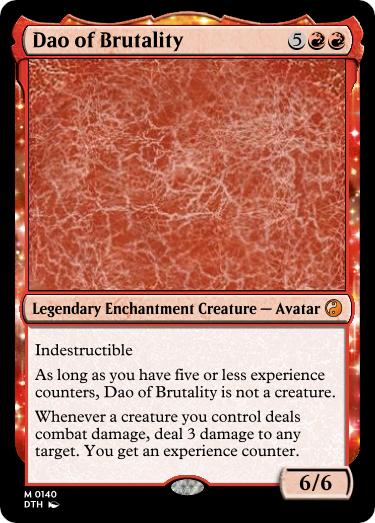 Dao of Brutality 5
Legendary Enchantment Creature — Avatar
Indestructible
As long as you have five or less experience
counters, Dao of Brutality is not a creature.
Whenever a creature you control deals
combat damage, deal 3 damage to any
target. You get an experience counter.
6/6
M 0140
DTH